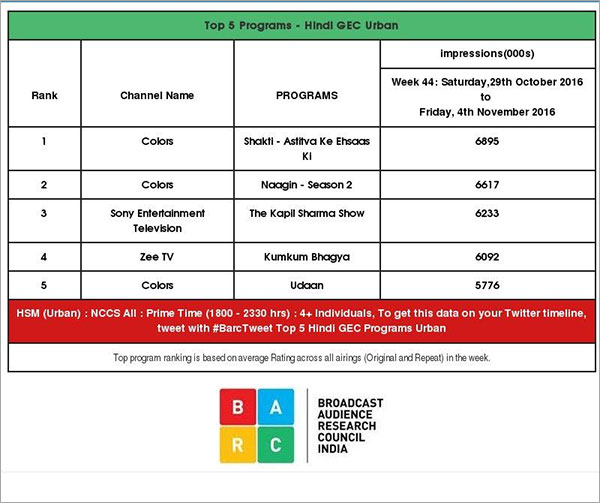 Top 5 Programs - Hindi GEC Urban
impressions(000s)
Rank
Channel Name
PROGRAMS
Week 44: Saturday,29th October 2016
to
Friday, 4th November 2016
1
Colors
Shakti - Astitva Ke Ehsaas
Ki
6895
2
Colors
Naagin - Season 2
6617
3
Sony Entertainment
Television
The Kapil Sharma Show
6233
4
Zee TV
Kumkum Bhagya
6092
5
Colors
Udaan
5776
HSM (Urban) : NCCS All : Prime Time (1800 - 2330 hrs) : 4+ Individuals, To get this data on your Twitter timeline,
tweet with #BarcTweet Top 5 Hindi GEC Programs Urban
Top program ranking is based on average Rating across all airings (Original and Repeat) in the week.
B A
R C
BROADCAST
AUDIENCE
RESEARCH
COUNCIL
INDIA